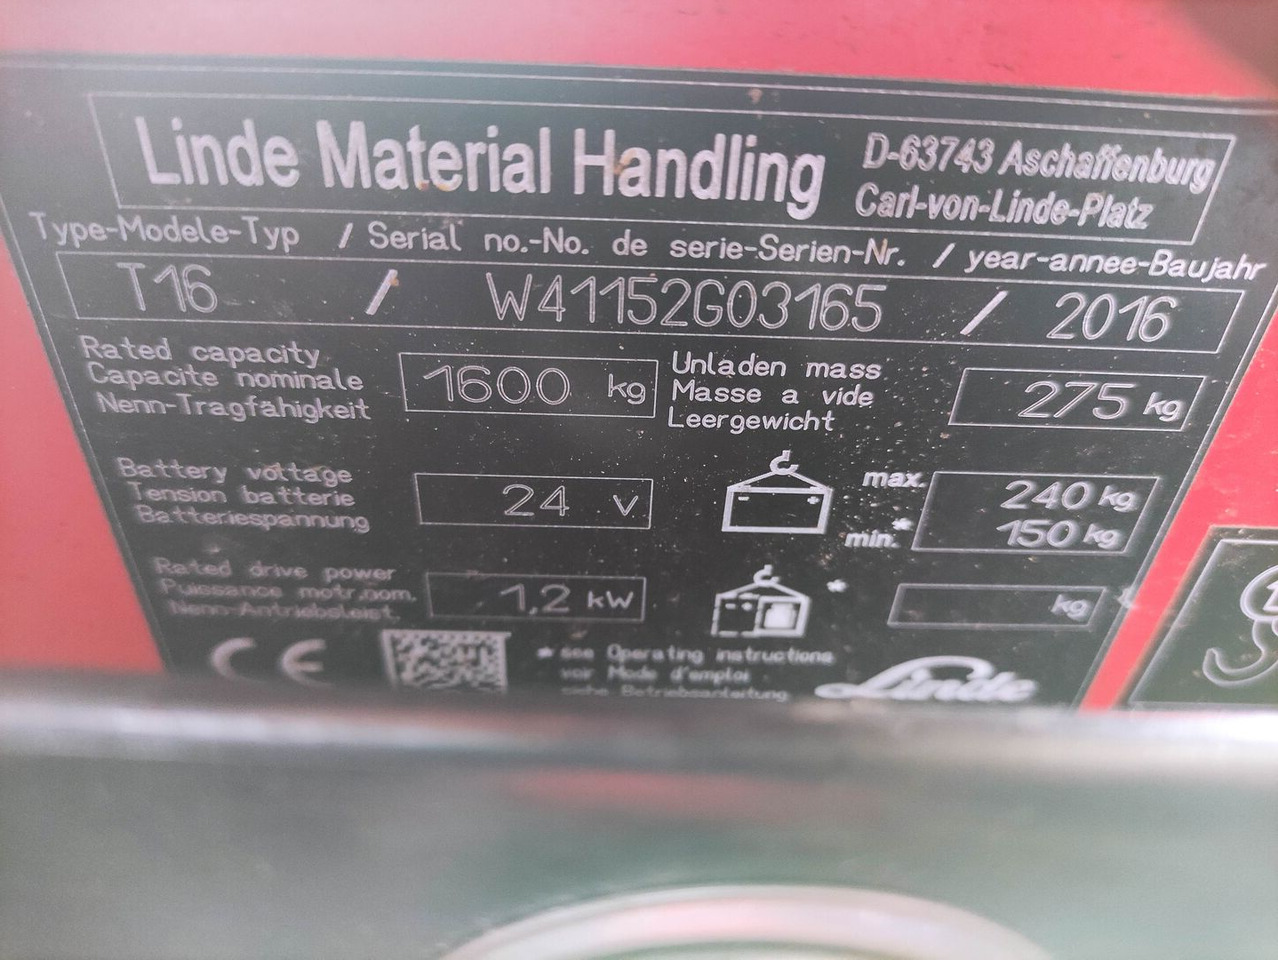 Linde Material Handling
D-63743 Aschaffenburg
Carl-von-Linde-Platz
Type-Modele-Typ / Serial no.-No. de serie-Serien-Nr. / year-annee-Baujahr
T16 / W41152G03165 / 2016
Rated capacity
Capacite nominale
Nenn-Tragfähigkeit
1600 kg
Unladen mass
Masse a vide
Leergewicht
275 kg
Battery voltage
Tension batterie
Batteriespannung
24 V
max. 240 kg
min.* 150 kg
Rated drive power
Puissance motr.nom.
Nenn-Antriebsleist.
1,2 kW
*
kg
CE
* see Operating instructions
voir Mode d'emploi
siehe Betriebsanleitung
Linde